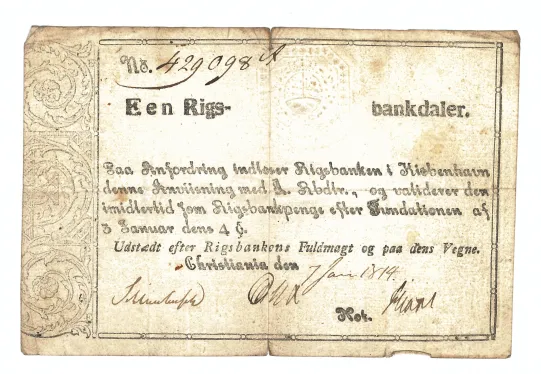 No. 429098 A
Een Rigs- bankdaler.
Paa Anfordring indløser Rigsbanken i Kiøbenhavn
denne Anviisning med 1. Rbdlr., og validerer den
imidlertid som Rigsbankpenge efter Fundationen af
5 Januar dens 4 §.
Udstædt efter Rigsbankens Fuldmagt og paa dens Vegne.
Christiania den 1814.
Not.